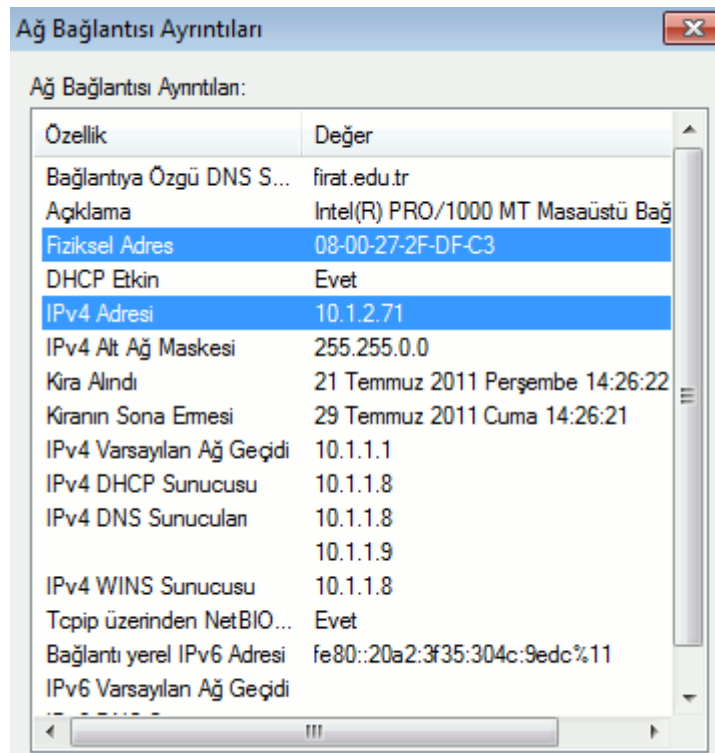 Ağ Bağlantısı Ayrıntıları
Ağ Bağlantısı Ayrıntıları:
Özellik Değer
Bağlantıya Özgü DNS S... firat.edu.tr
Açıklama Intel(R) PRO/1000 MT Masaüstü Bağ
Fiziksel Adres 08-00-27-2F-DF-C3
DHCP Etkin Evet
IPv4 Adresi 10.1.2.71
IPv4 Alt Ağ Maskesi 255.255.0.0
Kira Alındı 21 Temmuz 2011 Perşembe 14:26:22
Kiranın Sona Ermesi 29 Temmuz 2011 Cuma 14:26:21
IPv4 Varsayılan Ağ Geçidi 10.1.1.1
IPv4 DHCP Sunucusu 10.1.1.8
IPv4 DNS Sunucuları 10.1.1.8
10.1.1.9
IPv4 WINS Sunucusu 10.1.1.8
Tcpip üzerinden NetBIO... Evet
Bağlantı yerel IPv6 Adresi fe80::20a2:3f35:304c:9edc%11
IPv6 Varsayılan Ağ Geçidi